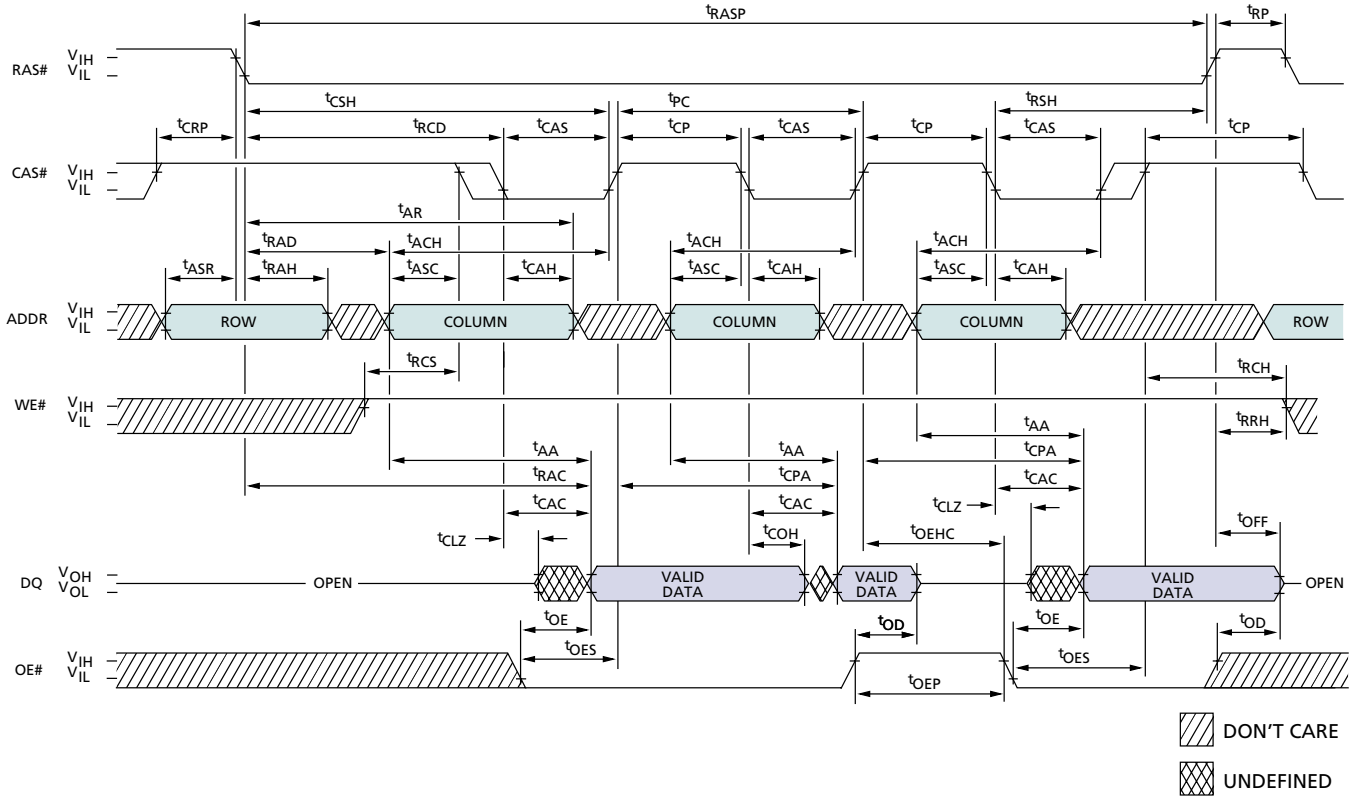 tRASP tRP
RAS# VIH
VIL
tCSH tPC tRSH
tCRP tRCD tCAS tCP tCAS tCP tCAS tCP
CAS# VIH
VIL
tAR
tRAD tACH tACH tACH
tASR tRAH tASC tCAH tASC tCAH tASC tCAH
ADDR VIH
VIL
ROW COLUMN COLUMN COLUMN ROW
tRCS tRCH
WE# VIH
VIL
tRRH
tAA tAA tAA
tRAC tCPA tCPA
tCAC tCAC tCAC
tCLZ tCOH tOEHC tCLZ tOFF
DQ VOH
VOL
OPEN VALID DATA VALID DATA VALID DATA OPEN
tOE tOD tOE tOD
tOES tOES
OE# VIH
VIL
tOEP
DON'T CARE
UNDEFINED